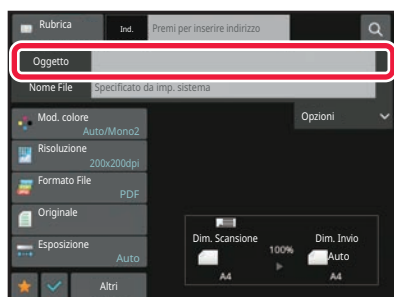 Rubrica
Ind.
Premi per inserire indirizzo
Oggetto
Nome File
Specificato da imp. sistema
Mod. colore
Auto/Mono2
Opzioni
Risoluzione
200x200dpi
Formato File
PDF
Originale
Esposizione
Auto
Dim. Scansione
100%
Dim. Invio
Auto
A4
A4
Altri